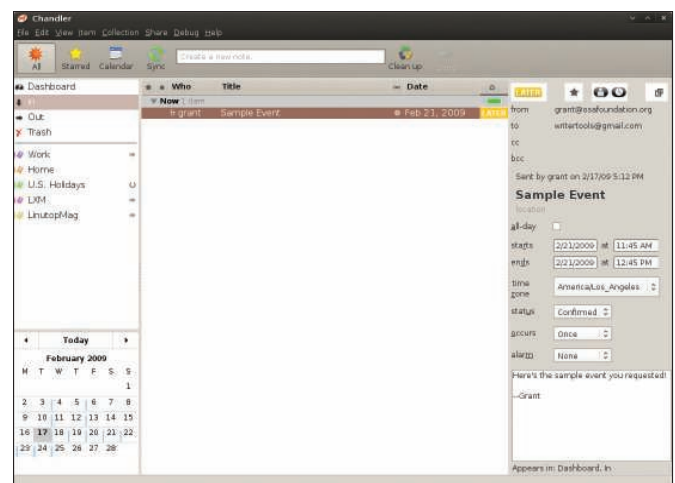 Chandler
File Edit View Item Collection Share Debug Help
All Starred Calendar Sync Create a new note. Clean up
Dashboard
In
Out
Trash
Work
Home
U.S. Holidays
LXM
LinutopMag
Today
February 2009
M T W T F S S
1
2 3 4 5 6 7 8
9 10 11 12 13 14 15
16 17 18 19 20 21 22
23 24 25 26 27 28
Who Title Date
Now 1 item
fr grant Sample Event Feb 21, 2009 LATER
LATER
from grant@osafoundation.org
to writertools@gmail.com
cc
bcc
Sent by grant on 2/17/09 5:12 PM
Sample Event
location
all-day
starts 2/21/2009 at 11:45 AM
ends 2/21/2009 at 12:45 PM
time zone America/Los_Angeles
status Confirmed
occurs Once
alarm None
Here's the sample event you requested!
--Grant
Appears in: Dashboard, In